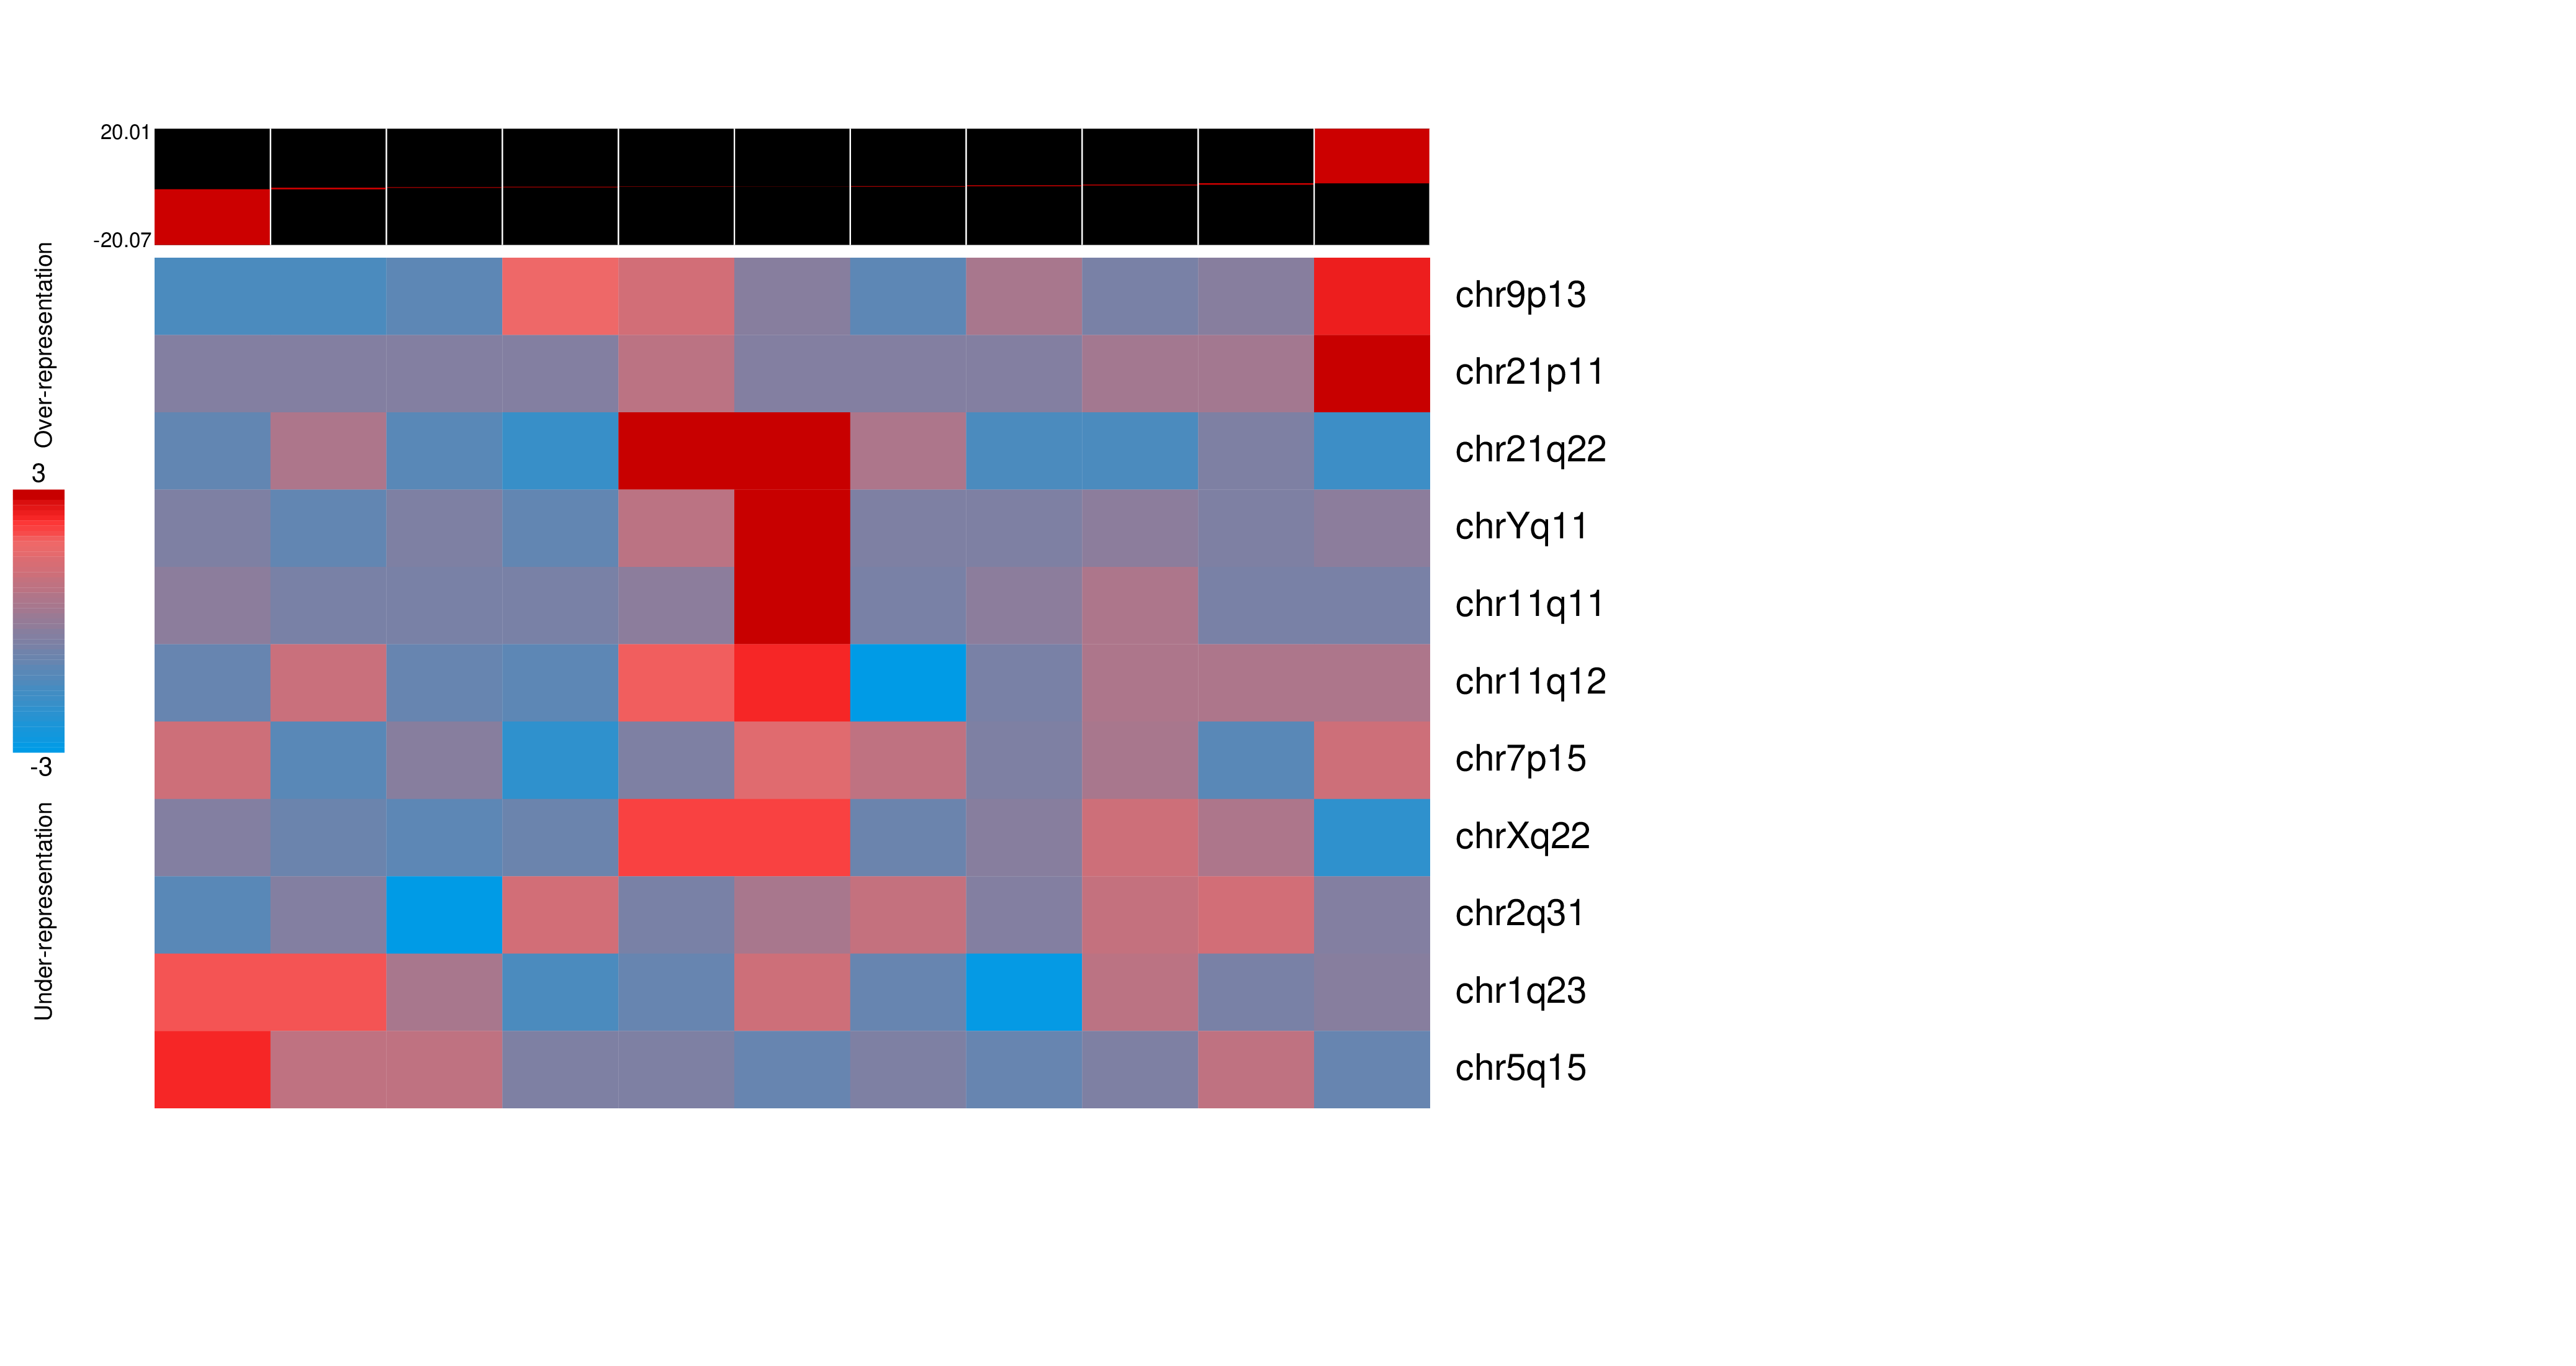 20.01
-20.07
Over-representation
3
-3
Under-representation
chr9p13
chr21p11
chr21q22
chrYq11
chr11q11
chr11q12
chr7p15
chrXq22
chr2q31
chr1q23
chr5q15